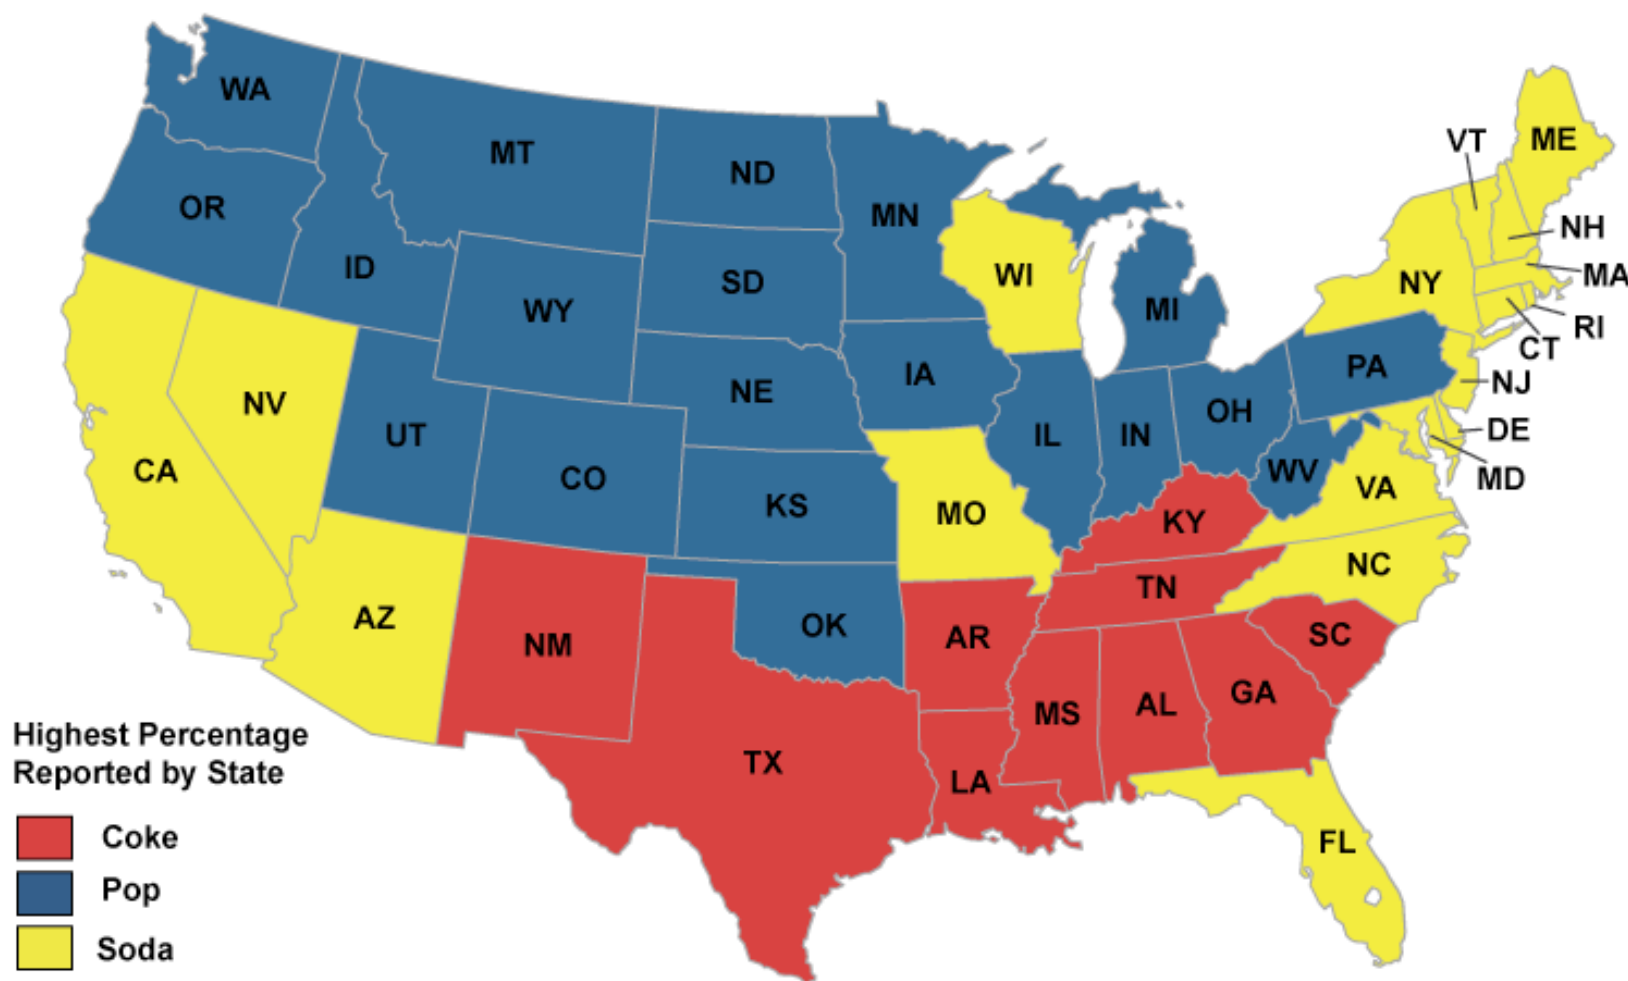 WA
MT
ND
MN
OR
ID
SD
WY
WI
MI
VT
ME
NH
MA
NY
RI
CT
NJ
PA
DE
MD
NE
IA
NV
UT
CO
KS
IL
IN
OH
WV
VA
CA
MO
KY
NC
AZ
NM
OK
AR
TN
SC
TX
LA
MS
AL
GA
FL
Highest Percentage
Reported by State
Coke
Pop
Soda